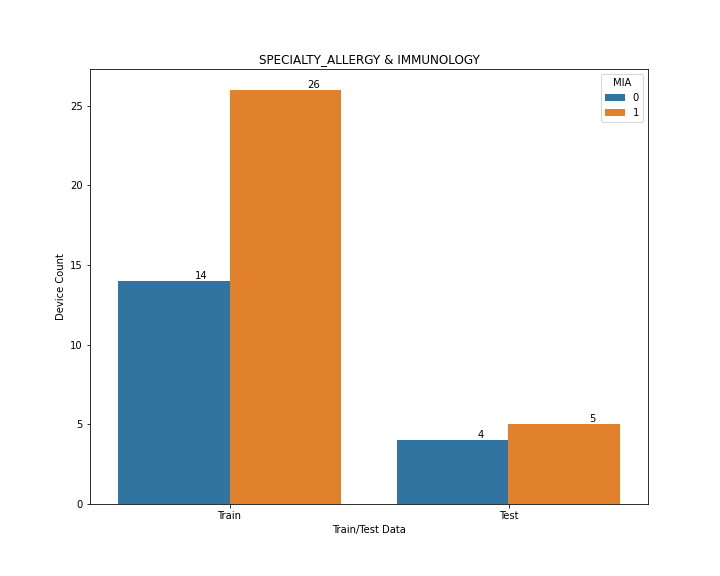 SPECIALTY_ALLERGY & IMMUNOLOGY
MIA
0
1
26
14
4
5
25
20
15
10
5
0
Device Count
Train
Test
Train/Test Data